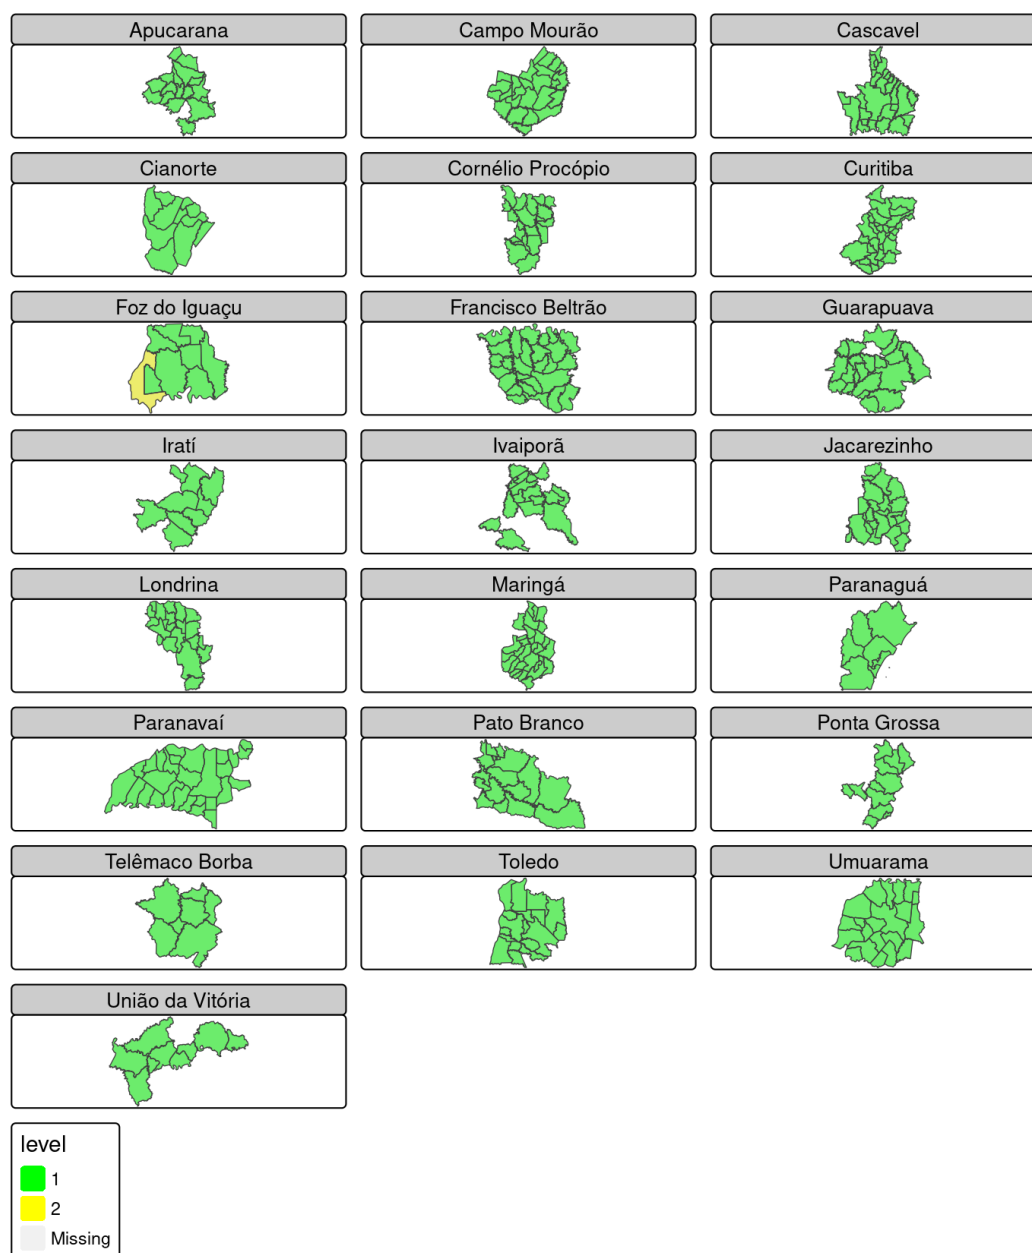 Apucarana
Campo Mourão
Cascavel
Cianorte
Cornélio Procópio
Curitiba
Foz do Iguaçu
Francisco Beltrão
Guarapuava
Iratí
Ivaiporã
Jacarezinho
Londrina
Maringá
Paranaguá
Paranavaí
Pato Branco
Ponta Grossa
Telêmaco Borba
Toledo
Umuarama
União da Vitória
level
1
2
Missing